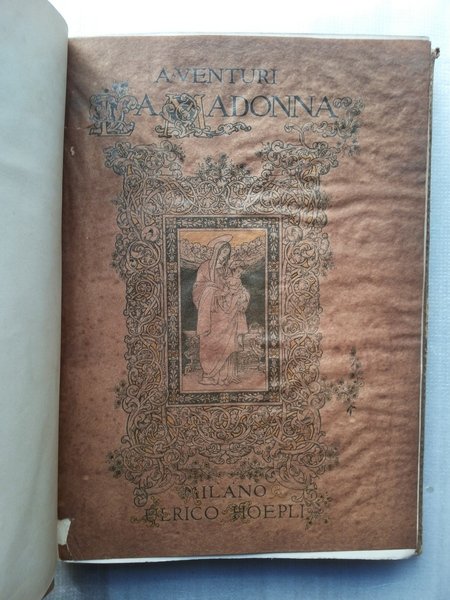 A·VENTURI
LA MADONNA
MILANO
ULRICO HOEPLI